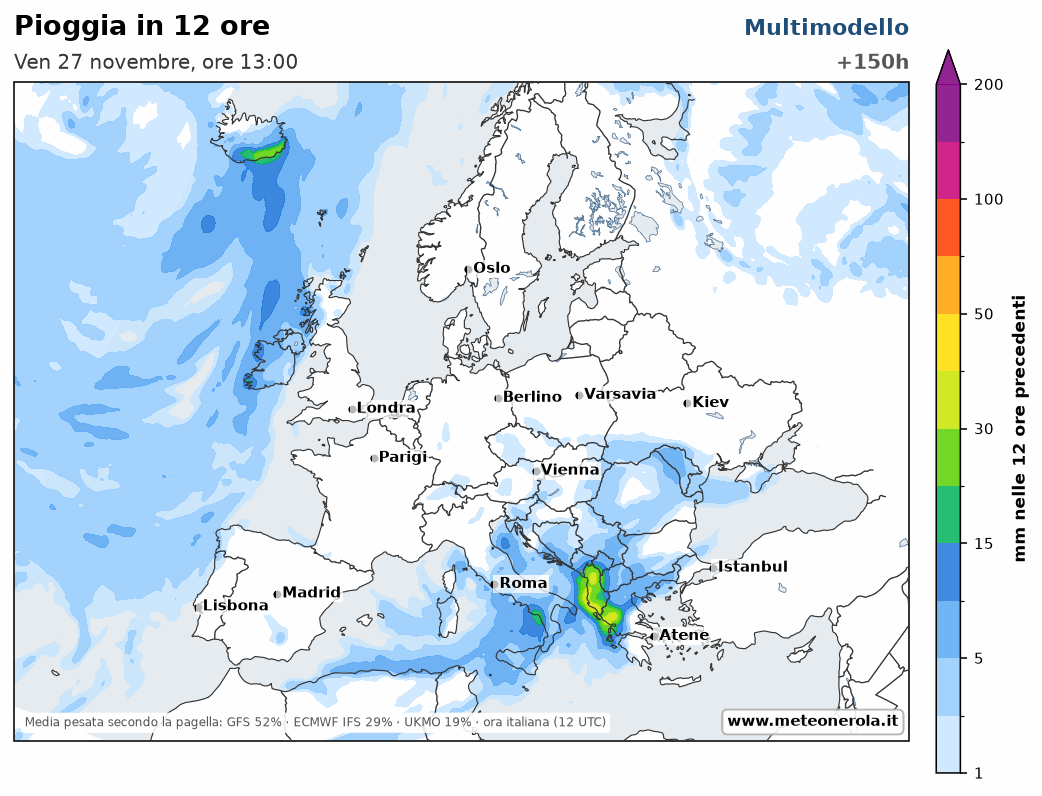 Pioggia in 12 ore
Multimodello
Ven 27 novembre, ore 13:00
+150h
200
100
50
30
15
5
1
mm nelle 12 ore precedenti
Oslo
Berlino
Varsavia
Kiev
Londra
Parigi
Vienna
Istanbul
Roma
Madrid
Lisbona
Atene
Media pesata secondo la pagella: GFS 52% · ECMWF IFS 29% · UKMO 19% · ora italiana (12 UTC)
www.meteonerola.it